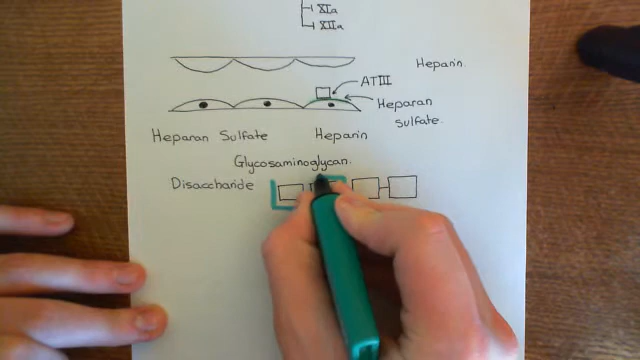 XIa
XIIa
Heparin.
ATIII
Heparan
sulfate.
Heparan Sulfate Heparin
Glycosaminoglycan.
Disaccharide